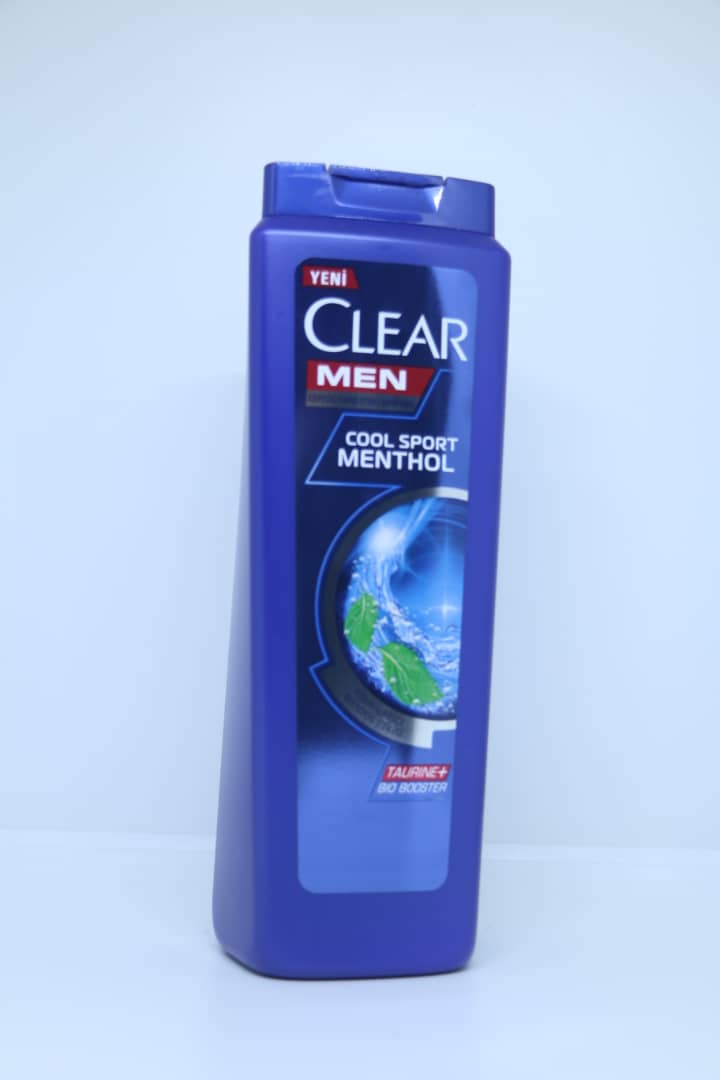 YENİ
CLEAR
MEN
COOL SPORT
MENTHOL
TAURINE+
BIO BOOSTER